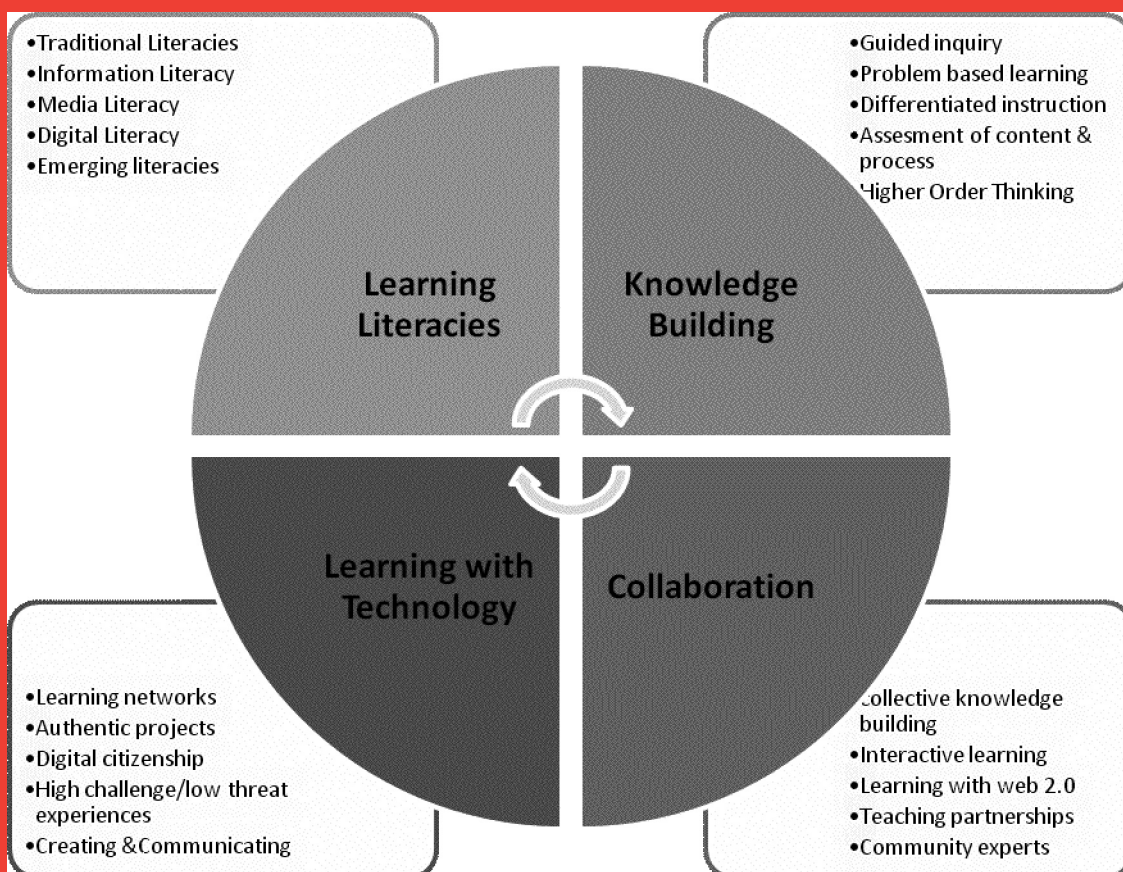 •Traditional Literacies
•Information Literacy
•Media Literacy
•Digital Literacy
•Emerging literacies
•Guided inquiry
•Problem based learning
•Differentiated instruction
•Assesment of content &
process
Higher Order Thinking
Learning
Literacies
Knowledge
Building
Learning with
Technology
Collaboration
•Learning networks
•Authentic projects
•Digital citizenship
•High challenge/low threat
experiences
•Creating &Communicating
collective knowledge
building
•Interactive learning
•Learning with web 2.0
•Teaching partnerships
•Community experts